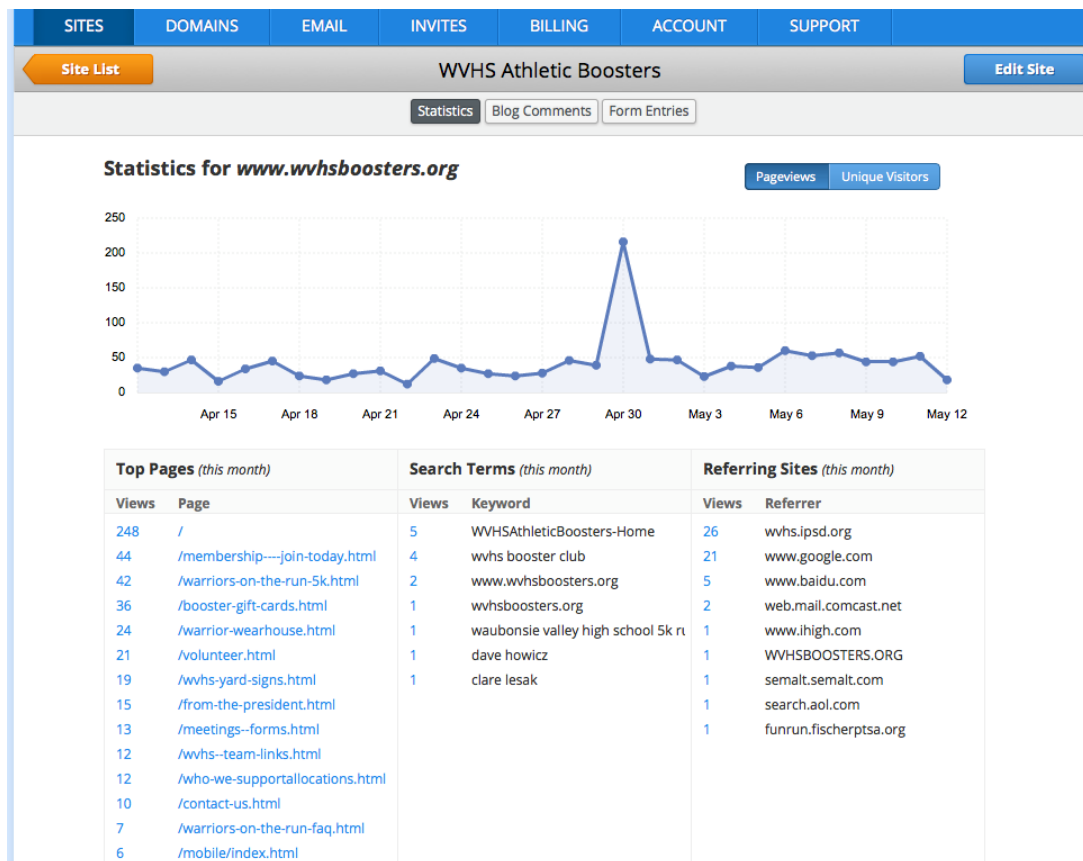 SITES DOMAINS EMAIL INVITES BILLING ACCOUNT SUPPORT
Site List WVHS Athletic Boosters Edit Site
Statistics Blog Comments Form Entries
Statistics for www.wvhsboosters.org
Pageviews Unique Visitors
250
200
150
100
50
0
Apr 15 Apr 18 Apr 21 Apr 24 Apr 27 Apr 30 May 3 May 6 May 9 May 12
Top Pages (this month) Search Terms (this month) Referring Sites (this month)
Views Page Views Keyword Views Referrer
248 / 5 WVHSAthleticBoosters-Home 26 wvhs.ipsd.org
44 /membership----join-today.html 4 wvhs booster club 21 www.google.com
42 /warriors-on-the-run-5k.html 2 www.wvhsboosters.org 5 www.baidu.com
36 /booster-gift-cards.html 1 wvhsboosters.org 2 web.mail.comcast.net
24 /warrior-wearhouse.html 1 waubonsie valley high school 5k ru 1 www.ihigh.com
21 /volunteer.html 1 dave howicz 1 WVHSBOOSTERS.ORG
19 /wvhs-yard-signs.html 1 clare lesak 1 semalt.semalt.com
15 /from-the-president.html 1 search.aol.com
13 /meetings--forms.html 1 funrun.fischerptsa.org
12 /wvhs--team-links.html
12 /who-we-supportallocations.html
10 /contact-us.html
7 /warriors-on-the-run-faq.html
6 /mobile/index.html